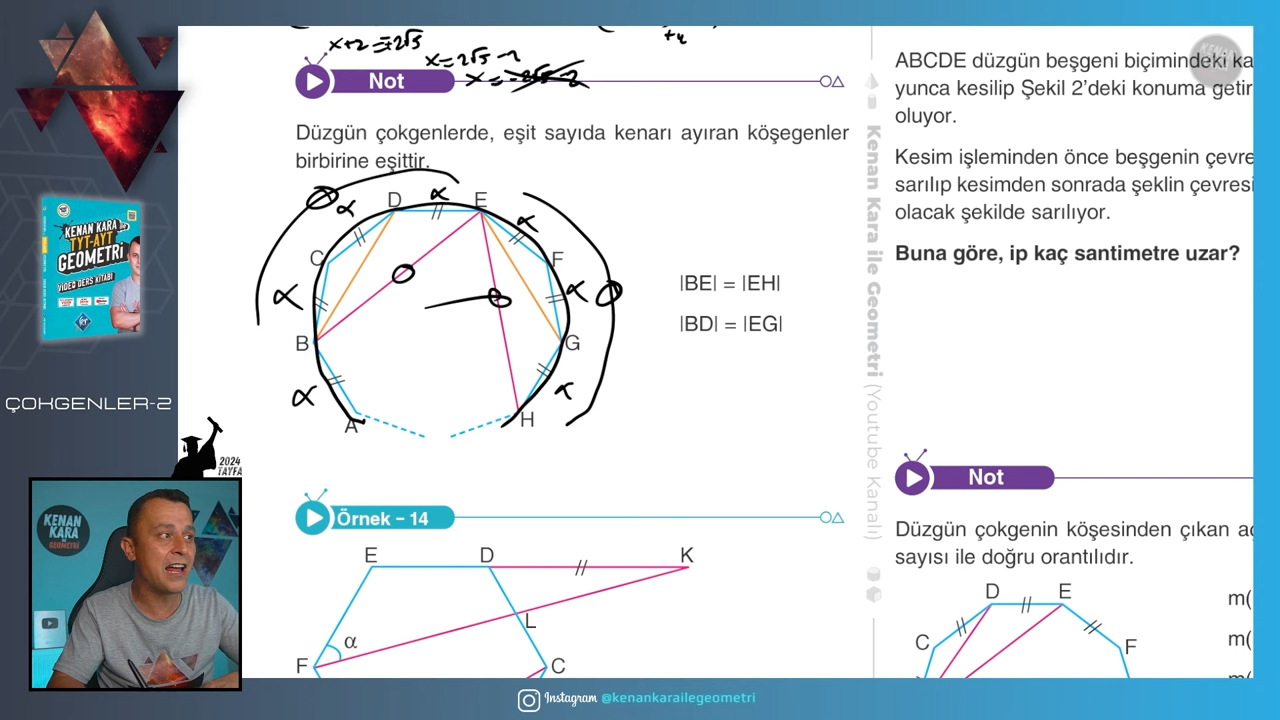 x+2 = ±2√5
x = 2√5 - 2
+4
Not
Düzgün çokgenlerde, eşit sayıda kenarı ayıran köşegenler
birbirine eşittir.
D
α
E
α
α
C
F
α
α
B
G
α
α
A
H
|BE| = |EH|
|BD| = |EG|
Örnek – 14
E
D
K
L
α
F
C
Kenan Kara ile Geometri (Youtube Kanalı)
ABCDE düzgün beşgeni biçimindeki ka
yunca kesilip Şekil 2'deki konuma getir
oluyor.
Kesim işleminden önce beşgenin çevre
sarılıp kesimden sonrada şeklin çevresi
olacak şekilde sarılıyor.
Buna göre, ip kaç santimetre uzar?
Not
Düzgün çokgenin köşesinden çıkan aç
sayısı ile doğru orantılıdır.
D
E
C
F
m(
m(
KENAN KARA
TYT-AYT
GEOMETRİ
VİDEO DERS KİTABI
ÇOKGENLER-2
2024
TAYFA
KENAN
KARA
GEOMETRİ
Instagram @kenankarailegeometri